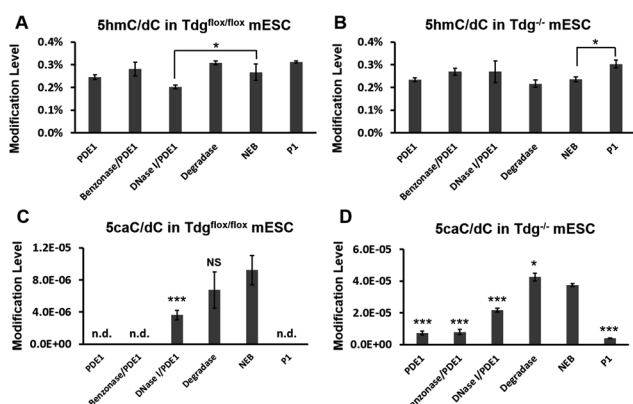 A 5hmC/dC in Tdgflox/flox mESC
Modification Level
0.4%
0.3%
0.2%
0.1%
0.0%
*
PDE1
Benzonase/PDE1
DNase I/PDE1
Degradase
NEB
P1
B 5hmC/dC in Tdg-/- mESC
Modification Level
0.4%
0.3%
0.2%
0.1%
0.0%
*
PDE1
Benzonase/PDE1
DNase I/PDE1
Degradase
NEB
P1
C 5caC/dC in Tdgflox/flox mESC
Modification Level
1.2E-05
8.0E-06
4.0E-06
0.0E+00
n.d.
n.d.
***
NS
n.d.
PDE1
Benzonase/PDE1
DNase I/PDE1
Degradase
NEB
P1
D 5caC/dC in Tdg-/- mESC
Modification Level
6.0E-05
4.0E-05
2.0E-05
0.0E+00
***
***
***
*
***
PDE1
Benzonase/PDE1
DNase I/PDE1
Degradase
NEB
P1